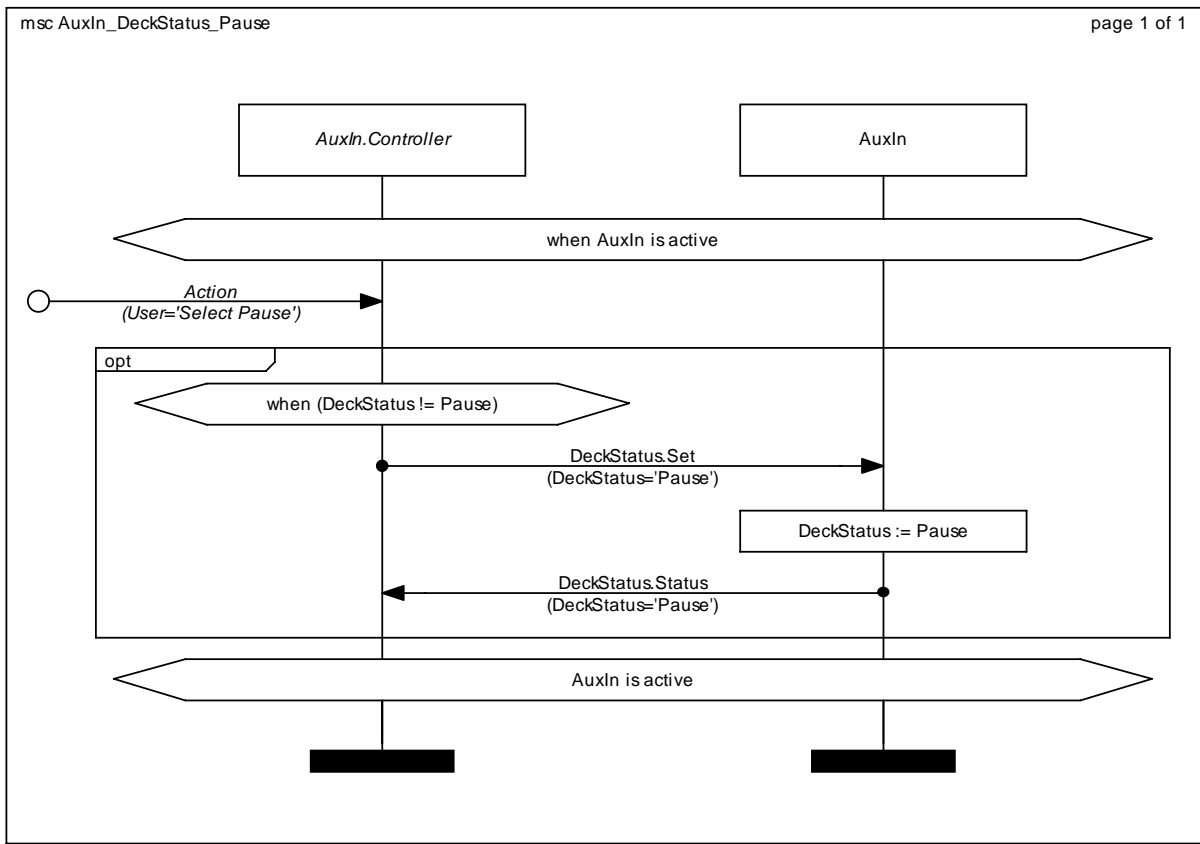 msc AuxIn_DeckStatus_Pause
page 1 of 1
AuxIn.Controller
AuxIn
when AuxIn is active
Action
(User='Select Pause')
opt
when (DeckStatus != Pause)
DeckStatus.Set
(DeckStatus='Pause')
DeckStatus := Pause
DeckStatus.Status
(DeckStatus='Pause')
AuxIn is active